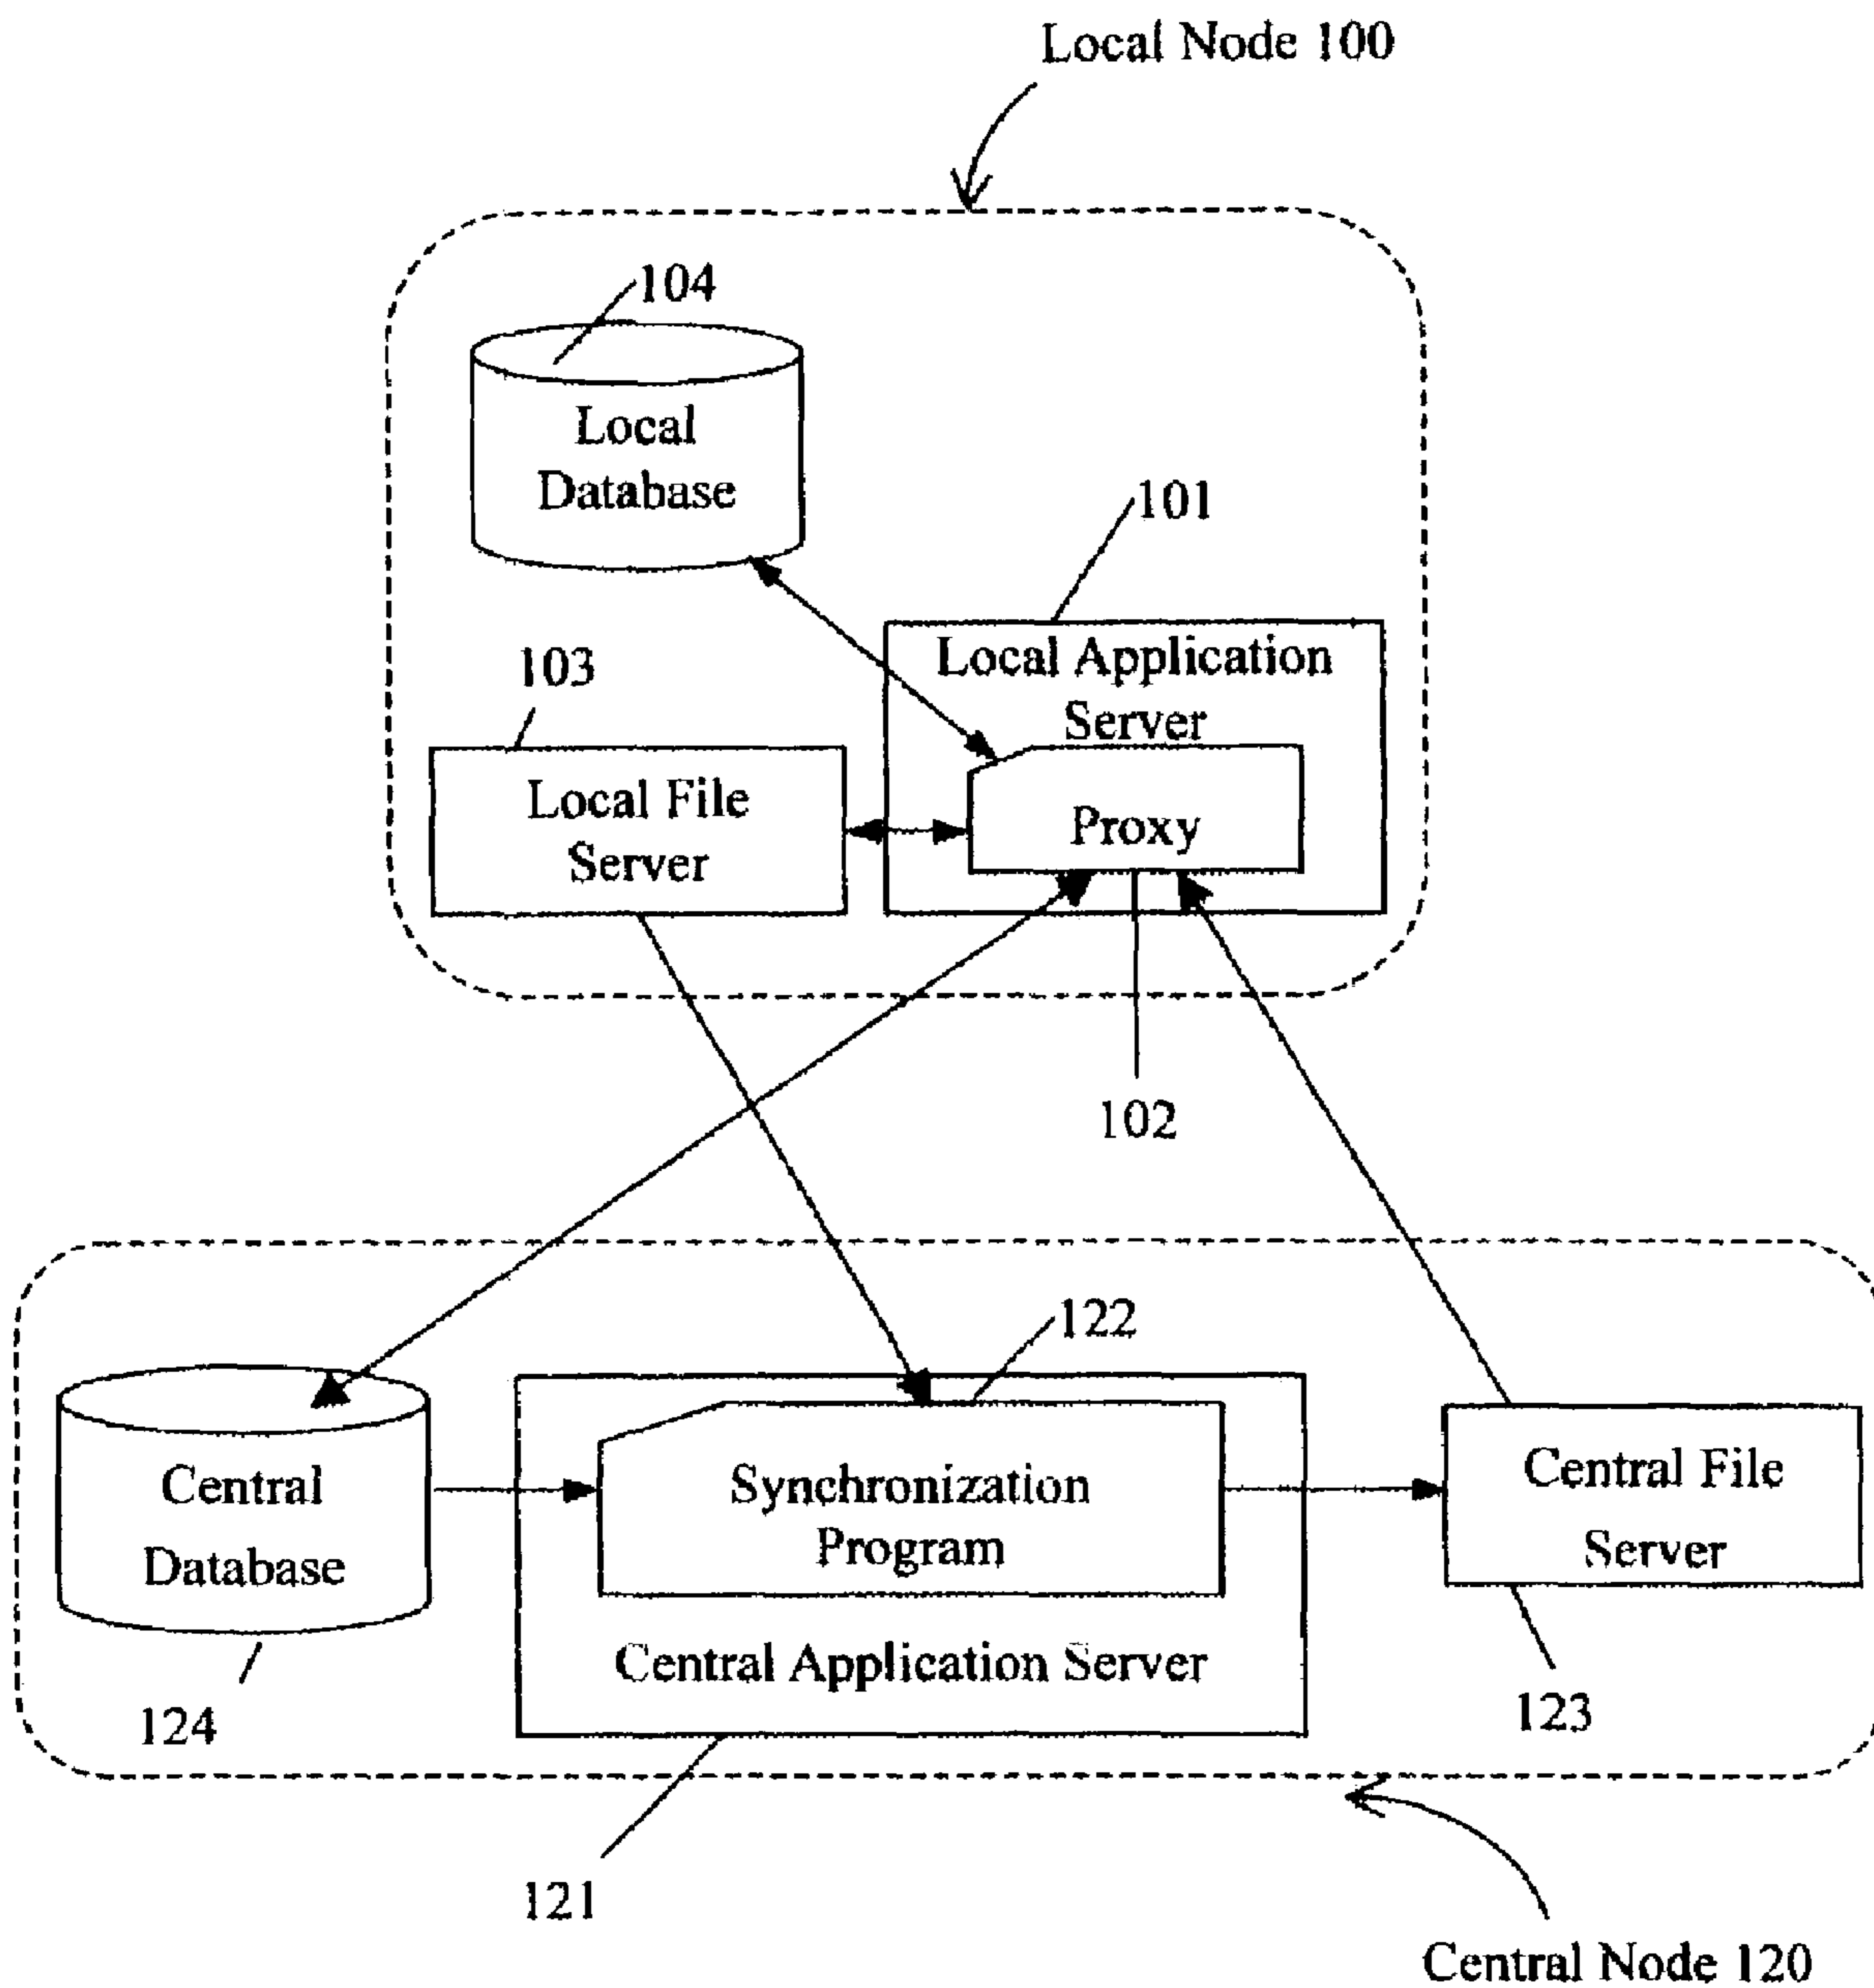 Local Node 100
104
Local
Database
101
Local Application
Server
103
Local File
Server
Proxy
102
122
Central
Database
Synchronization
Program
Central File
Server
Central Application Server
124
123
121
Central Node 120